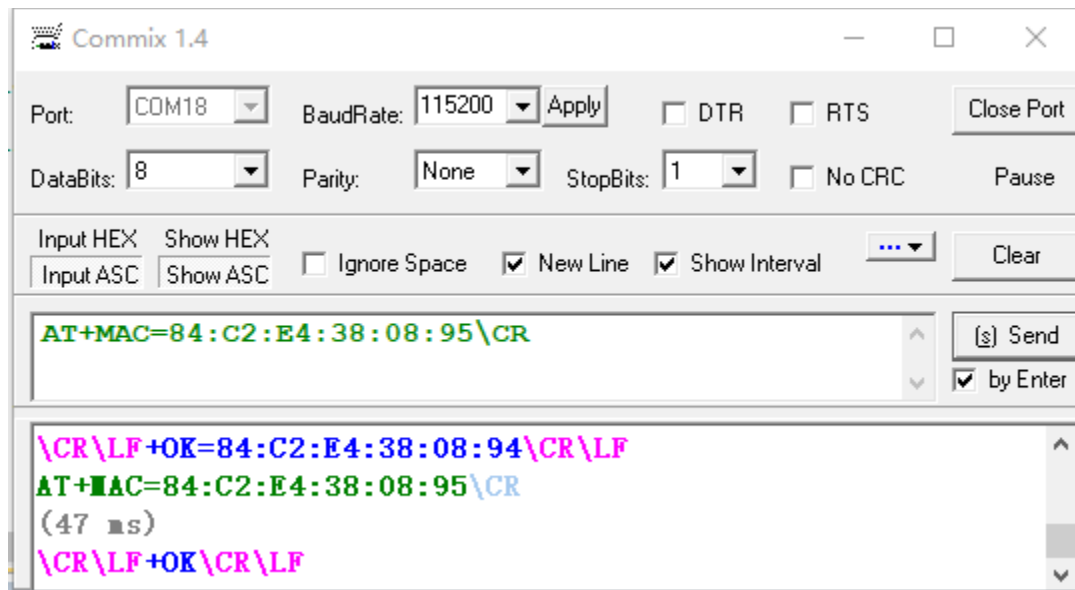 Commix 1.4
Port: COM18 BaudRate: 115200 Apply DTR RTS Close Port
DataBits: 8 Parity: None StopBits: 1 No CRC Pause
Input HEX Show HEX
Input ASC Show ASC Ignore Space New Line Show Interval ... Clear
AT+MAC=84:C2:E4:38:08:95\CR
(s) Send
by Enter
\CR\LF+OK=84:C2:E4:38:08:94\CR\LF
AT+MAC=84:C2:E4:38:08:95\CR
(47 ms)
\CR\LF+OK\CR\LF